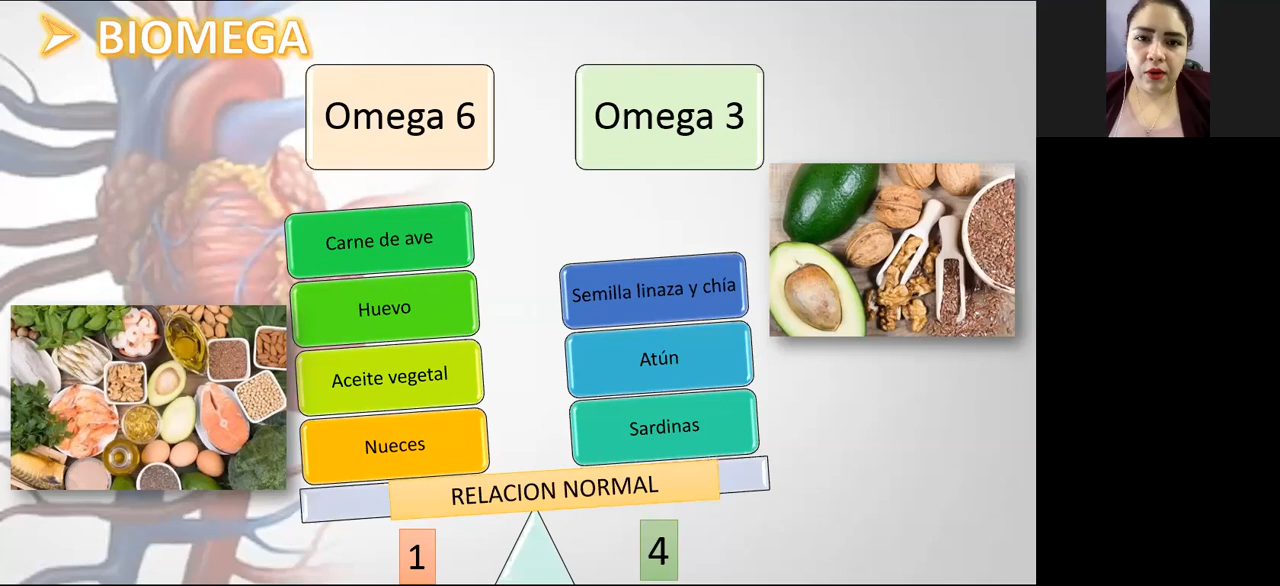 BIOMEGA
Omega 6
Omega 3
Carne de ave
Huevo
Aceite vegetal
Nueces
Semilla linaza y chía
Atún
Sardinas
RELACION NORMAL
1
4